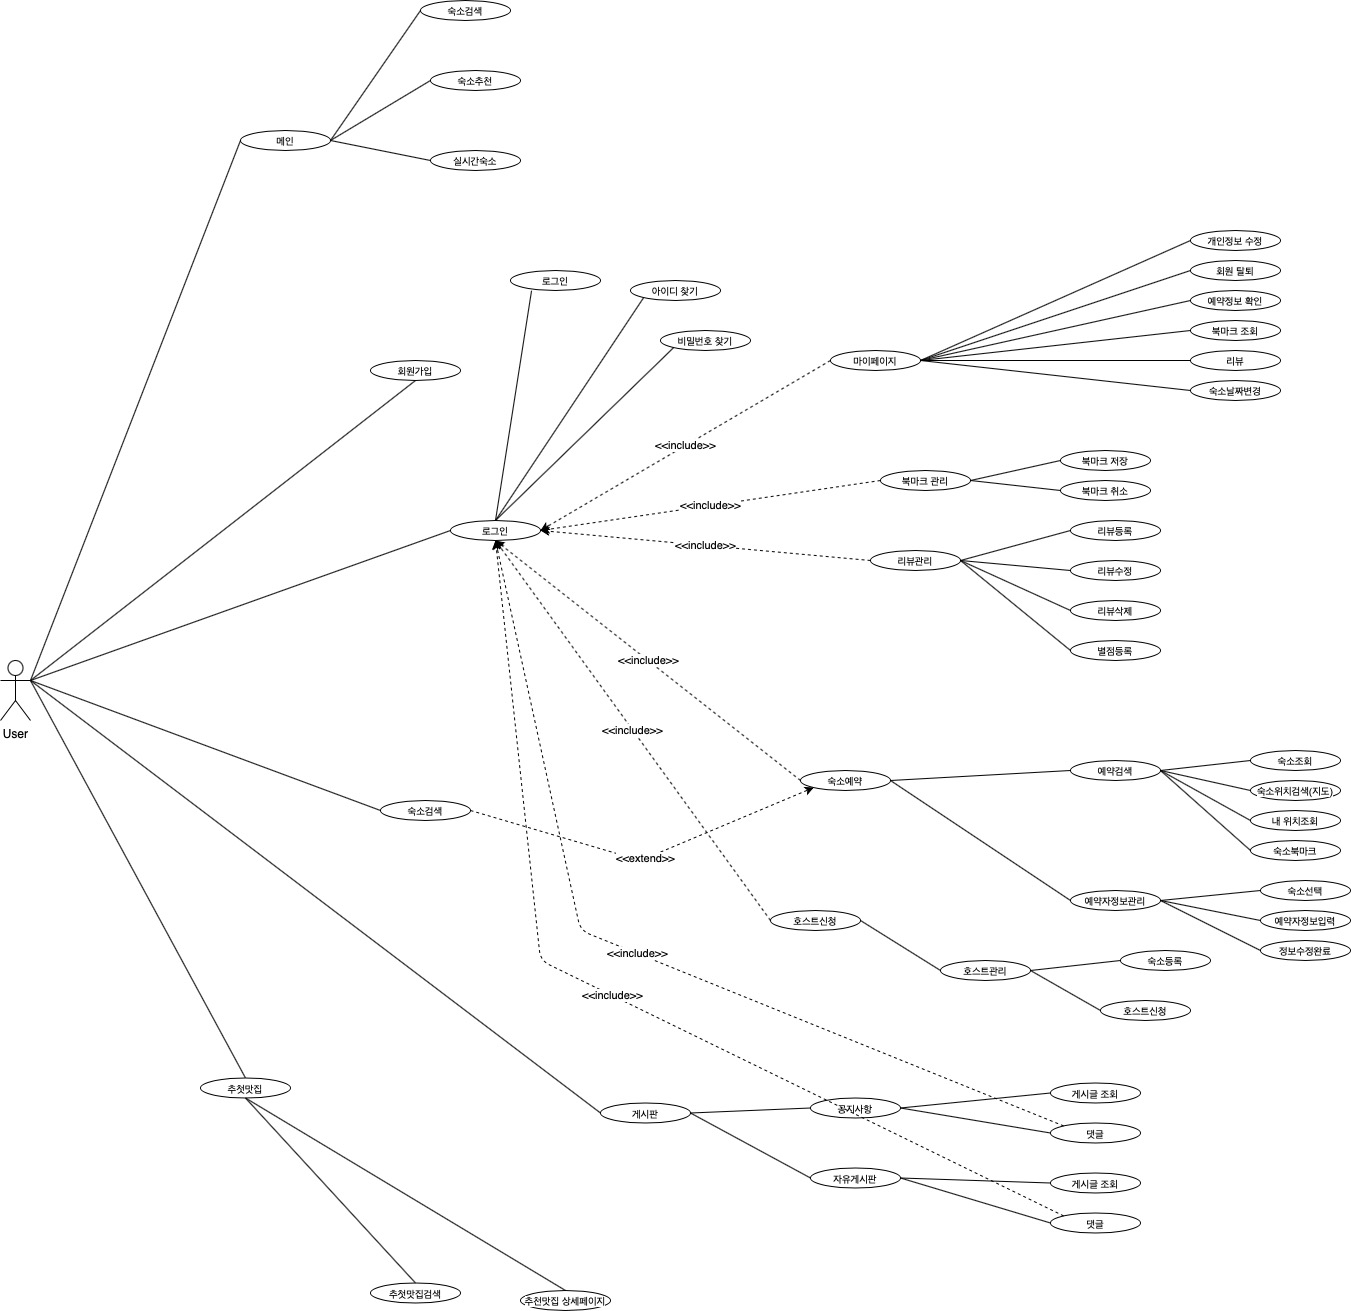 숙소검색
숙소추천
메인
실시간숙소
개인정보 수정
회원 탈퇴
로그인
아이디 찾기
예약정보 확인
북마크 조회
비밀번호 찾기
마이페이지
리뷰
회원가입
숙소날짜변경
<<include>>
북마크 저장
북마크 관리
북마크 취소
<<include>>
로그인
리뷰등록
<<include>>
리뷰관리
리뷰수정
리뷰삭제
별점등록
<<include>>
User
<<include>>
숙소조회
예약검색
숙소예약
숙소위치검색(지도)
숙소검색
내 위치조회
숙소북마크
<<extend>>
숙소선택
예약자정보관리
호스트신청
예약자정보입력
정보수정완료
<<include>>
숙소등록
호스트관리
<<include>>
호스트신청
추첫맛집
게시글 조회
공지사항
게시판
댓글
자유게시판
게시글 조회
댓글
추첫맛집검색
추천맛집 상세페이지